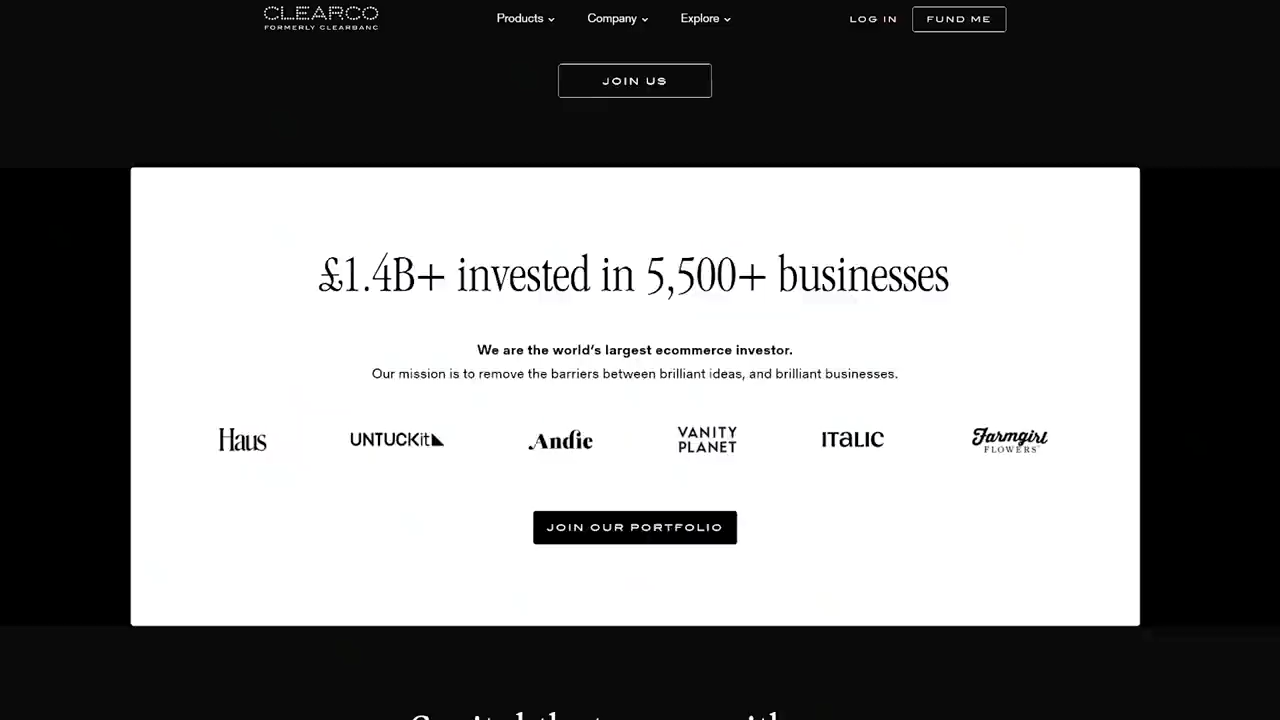 CLEARCO
FORMERLY CLEARBANC
Products
Company
Explore
LOG IN
FUND ME
JOIN US
£1.4B+ invested in 5,500+ businesses
We are the world's largest ecommerce investor.
Our mission is to remove the barriers between brilliant ideas, and brilliant businesses.
Haus
UNTUCKit
Andie
VANITY
PLANET
ITALIC
Farmgirl
FLOWERS
JOIN OUR PORTFOLIO